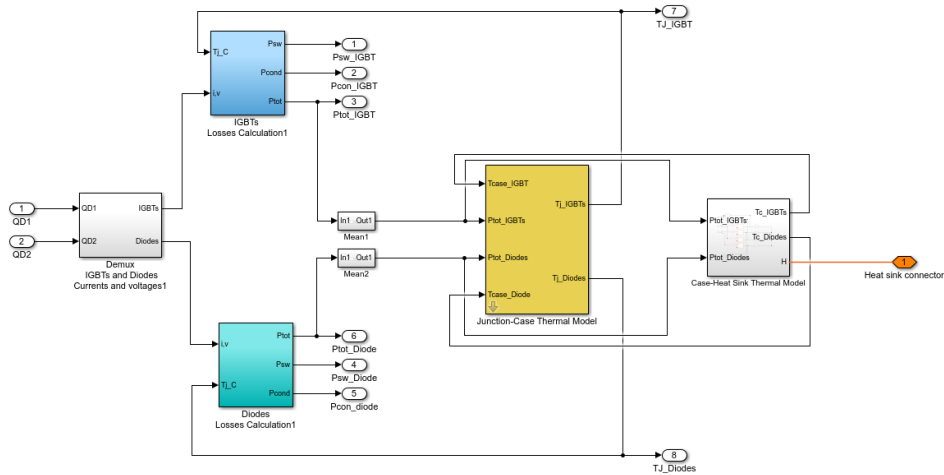 7
TJ_IGBT
Tj_C
i,v
Psw
Pcond
Ptot
IGBTs
Losses Calculation1
1
Psw_IGBT
2
Pcon_IGBT
3
Ptot_IGBT
1
QD1
2
QD2
QD1
QD2
IGBTs
Diodes
Demux
IGBTs and Diodes
Currents and voltages1
In1 Out1
Mean1
In1 Out1
Mean2
Tcase_IGBT
Ptot_IGBTs
Ptot_Diodes
Tcase_Diode
Tj_IGBTs
Tj_Diodes
Junction-Case Thermal Model
Ptot_IGBTs
Ptot_Diodes
Tc_IGBTs
Tc_Diodes
H
Case-Heat Sink Thermal Model
1
Heat sink connector
i,v
Tj_C
Ptot
Psw
Pcond
Diodes
Losses Calculation1
6
Ptot_Diode
4
Psw_Diode
5
Pcon_diode
8
TJ_Diodes